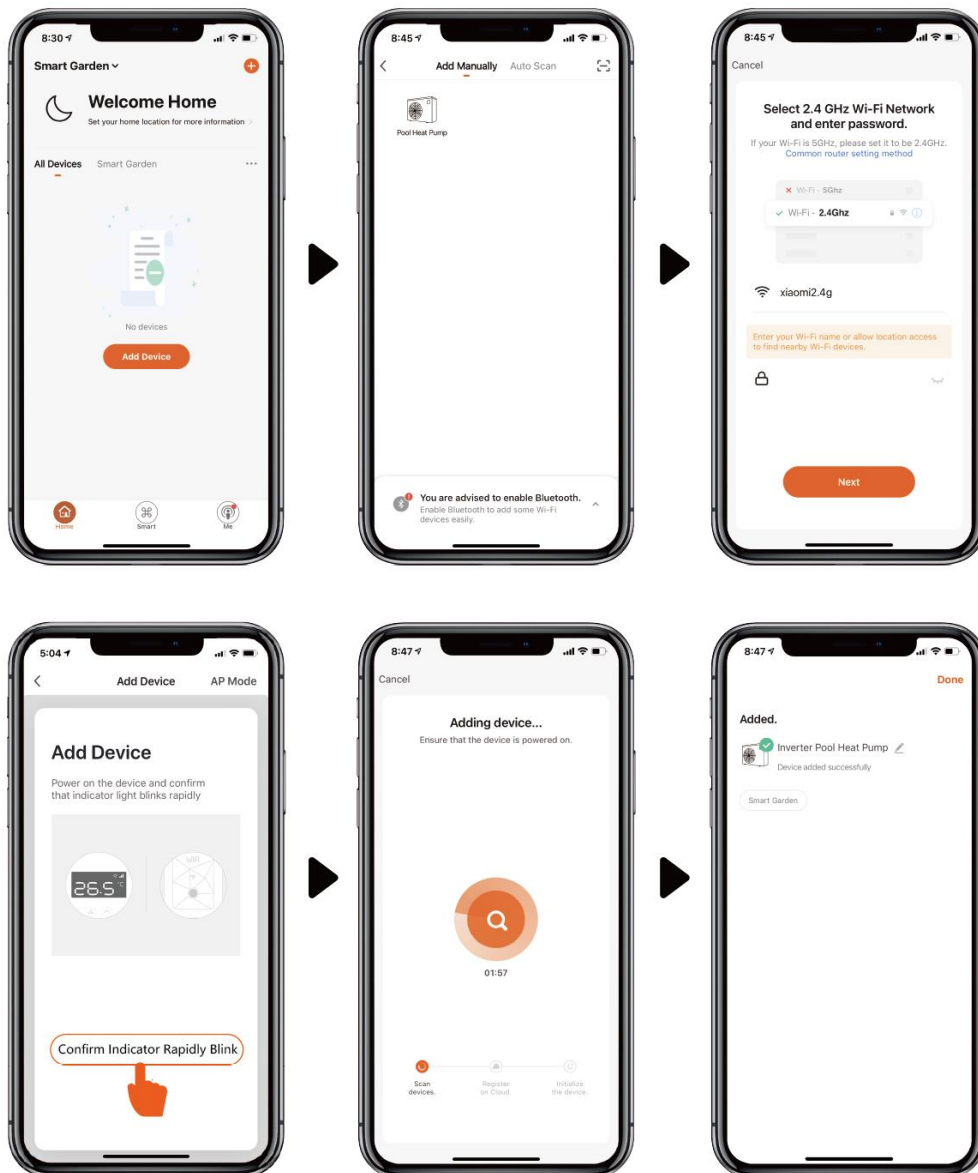 8:30
Smart Garden
Welcome Home
Set your home location for more information
All Devices Smart Garden
No devices
Add Device
Home Smart Me
8:45
Add Manually Auto Scan
Pool Heat Pump
You are advised to enable Bluetooth.
Enable Bluetooth to add some Wi-Fi
devices easily.
8:45
Cancel
Select 2.4 GHz Wi-Fi Network
and enter password.
If your Wi-Fi is 5GHz, please set it to be 2.4GHz.
Common router setting method
Wi-Fi - 5Ghz
Wi-Fi - 2.4Ghz
xiaomi2.4g
Enter your Wi-Fi name or allow location access
to find nearby Wi-Fi devices.
Next
5:04
Add Device AP Mode
Add Device
Power on the device and confirm
that indicator light blinks rapidly
26.5 °C
WiFi
Confirm Indicator Rapidly Blink
8:47
Cancel
Adding device...
Ensure that the device is powered on.
01:57
Scan
devices.
Register
on Cloud.
Initialize
the device.
8:47
Done
Added.
Inverter Pool Heat Pump
Device added successfully
Smart Garden